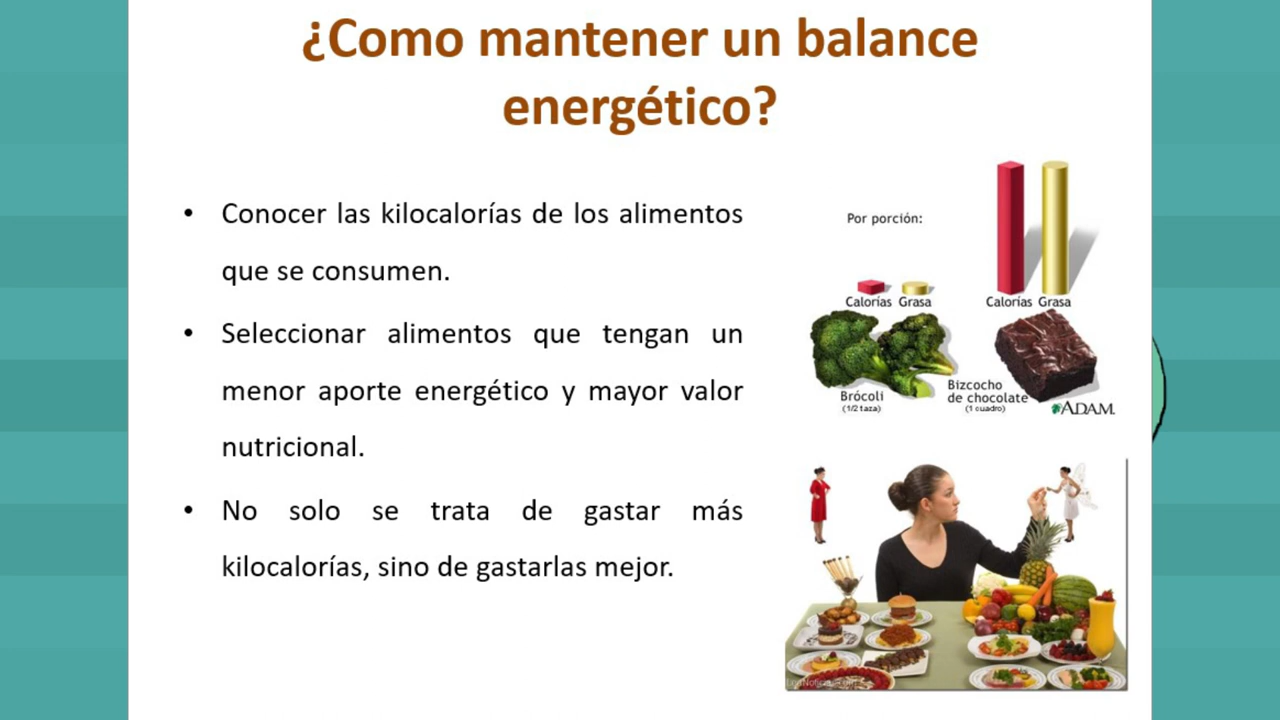 ¿Como mantener un balance
energético?
• Conocer las kilocalorías de los alimentos
que se consumen.
• Seleccionar alimentos que tengan un
menor aporte energético y mayor valor
nutricional.
• No solo se trata de gastar más
kilocalorías, sino de gastarlas mejor.
Por porción:
Calorías Grasa
Calorías Grasa
Brócoli
(1/2 taza)
Bizcocho
de chocolate
(1 cuadro)
ADAM.